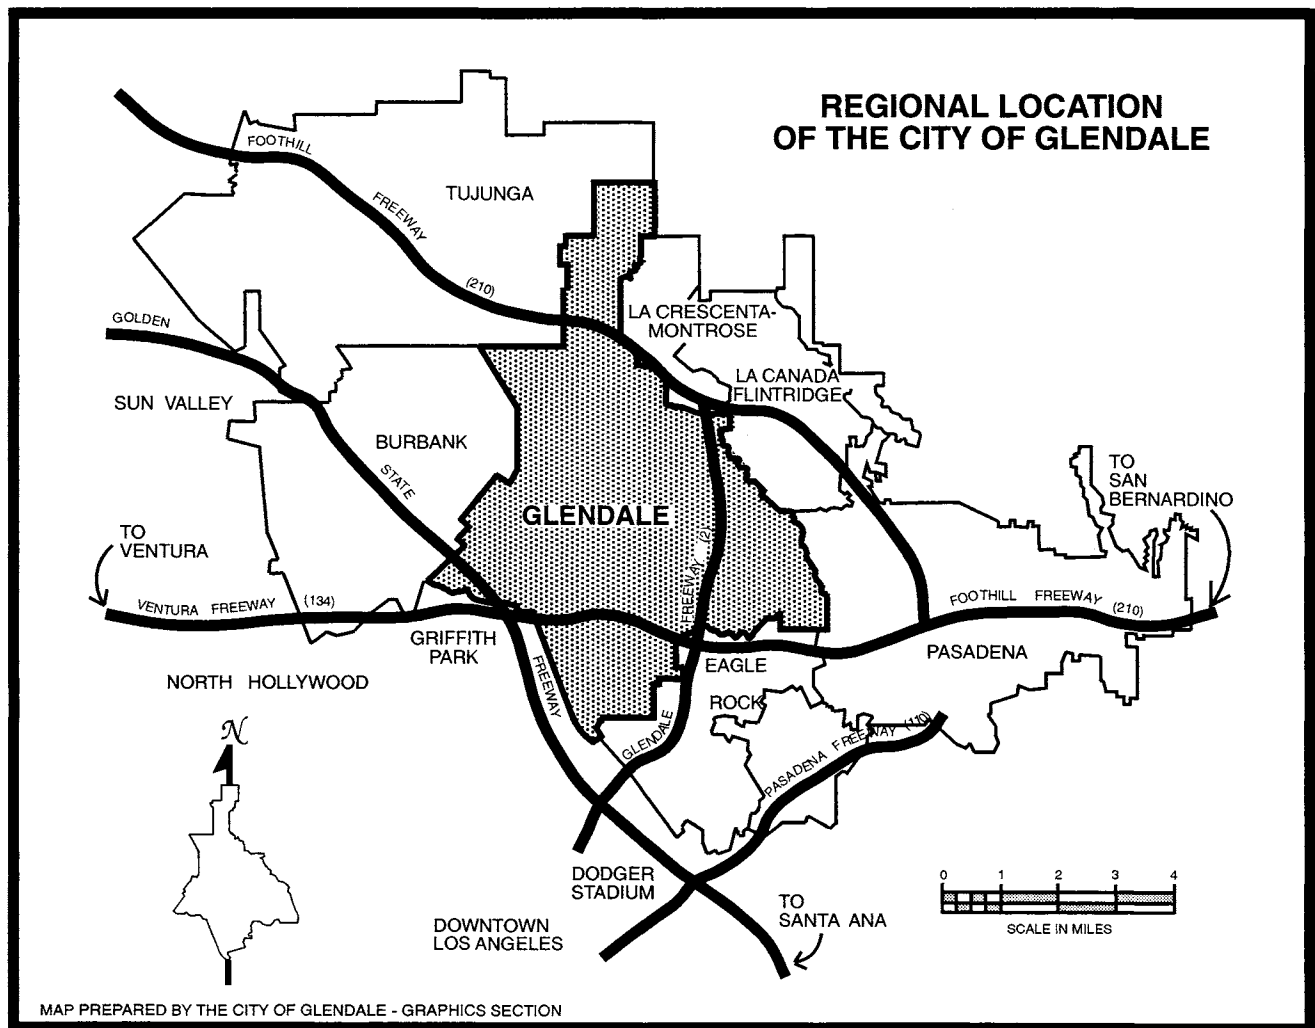 REGIONAL LOCATION
OF THE CITY OF GLENDALE
FOOTHILL
FREEWAY
(210)
TUJUNGA
GOLDEN
LA CRESCENTA-
MONTROSE
LA CANADA
FLINTRIDGE
SUN VALLEY
BURBANK
STATE
TO
SAN
BERNARDINO
GLENDALE
TO
VENTURA
FREEWAY (2)
VENTURA FREEWAY (134)
FOOTHILL FREEWAY (210)
GRIFFITH
PARK
FREEWAY
EAGLE
ROCK
PASADENA
NORTH HOLLYWOOD
GLENDALE
PASADENA FREEWAY (110)
N
DODGER
STADIUM
DOWNTOWN
LOS ANGELES
TO
SANTA ANA
0 1 2 3 4
SCALE IN MILES
MAP PREPARED BY THE CITY OF GLENDALE - GRAPHICS SECTION